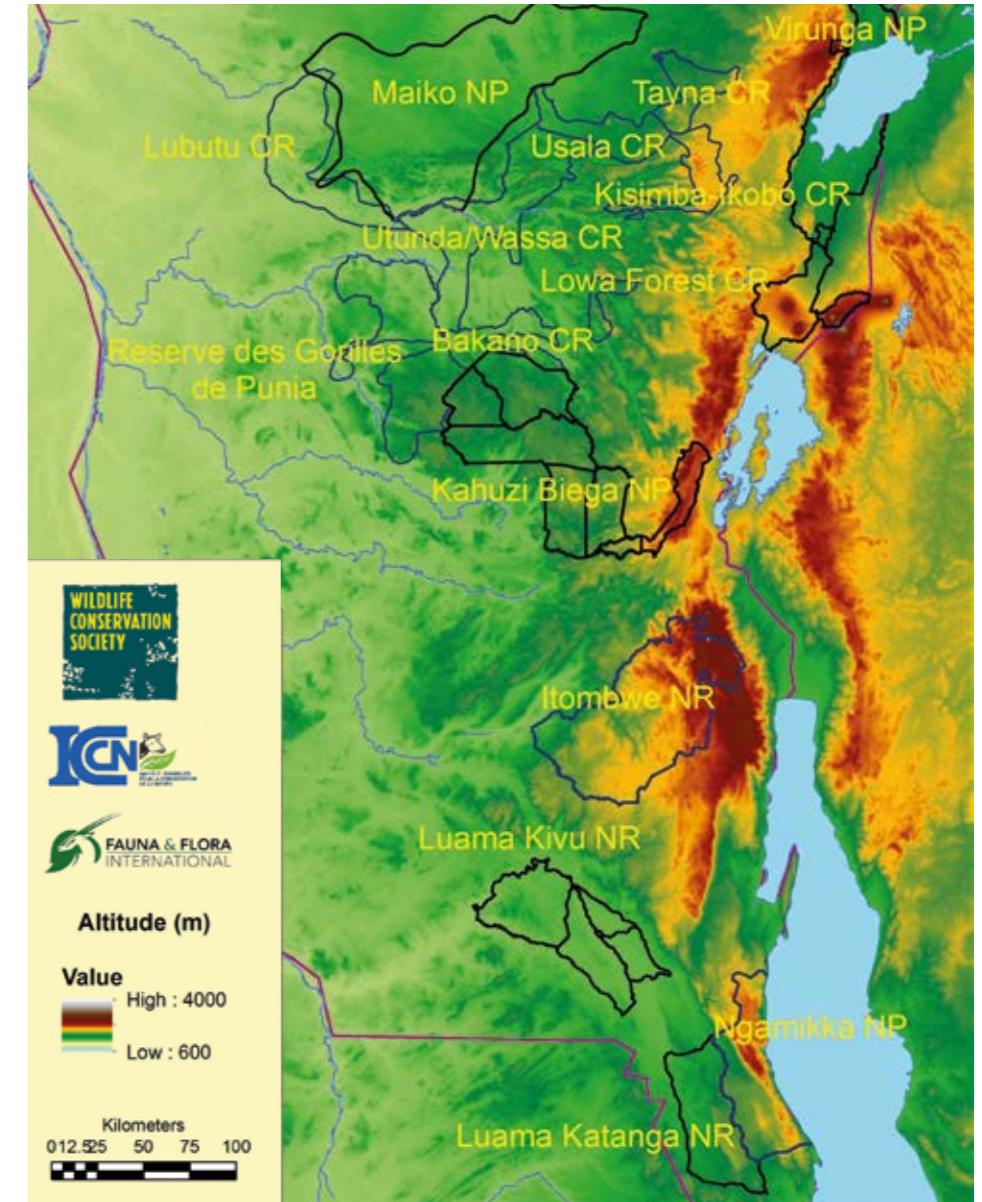 Virunga NP
Maiko NP
Tayna CR
Lubutu CR
Usala CR
Kisimba-Ikobo CR
Utunda/Wassa CR
Lowa Forest CR
Bakano CR
Reserve des Gorilles
de Punia
Kahuzi Biega NP
Itombwe NR
Luama Kivu NR
Ngamikka NP
Luama Katanga NR
WILDLIFE
CONSERVATION
SOCIETY
ICCN
FAUNA & FLORA
INTERNATIONAL
Altitude (m)
Value
High : 4000
Low : 600
Kilometers
0 12.5 25 50 75 100